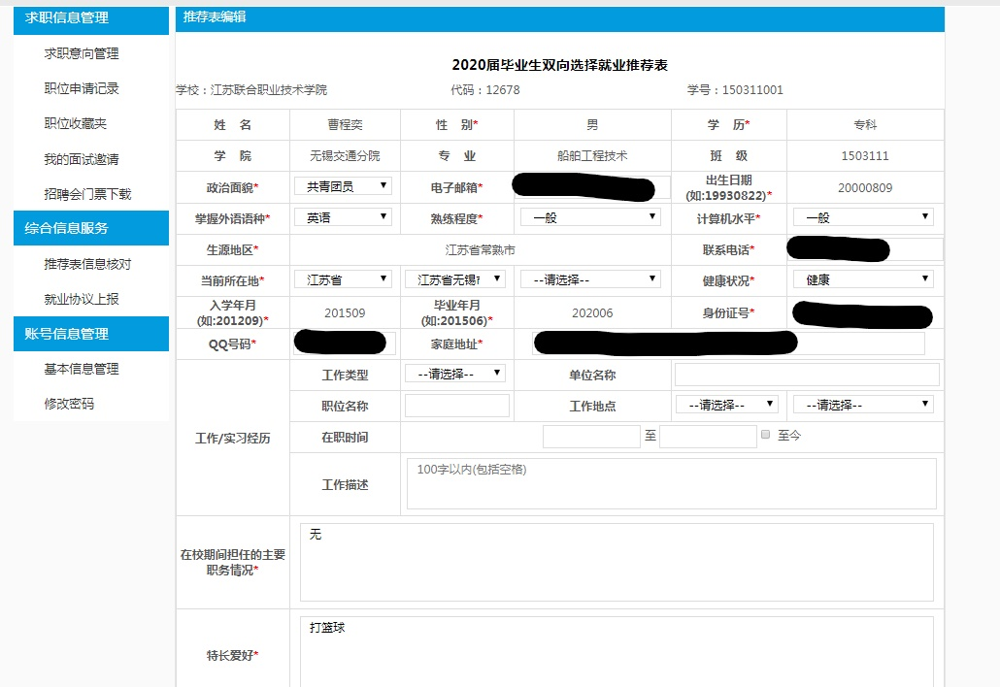 求职信息管理
求职意向管理
职位申请记录
职位收藏夹
我的面试邀请
招聘会门票下载
综合信息服务
推荐表信息核对
就业协议上报
账号信息管理
基本信息管理
修改密码
推荐表编辑
2020届毕业生双向选择就业推荐表
学校：江苏联合职业技术学院 代码：12678 学号：150311001
姓 名 曹程奕 性 别* 男 学 历* 专科
学 院 无锡交通分院 专 业 船舶工程技术 班 级 1503111
政治面貌* 共青团员 电子邮箱* 出生日期(如:19930822)* 20000809
掌握外语语种* 英语 熟练程度* 一般 计算机水平* 一般
生源地区* 江苏省常熟市 联系电话*
当前所在地* 江苏省 江苏省无锡 --请选择-- 健康状况* 健康
入学年月(如:201209)* 201509 毕业年月(如:201506)* 202006 身份证号*
QQ号码* 家庭地址*
工作/实习经历
工作类型 --请选择-- 单位名称
职位名称 工作地点 --请选择-- --请选择--
在职时间 至 至今
工作描述 100字以内(包括空格)
在校期间担任的主要
职务情况* 无
特长爱好* 打篮球